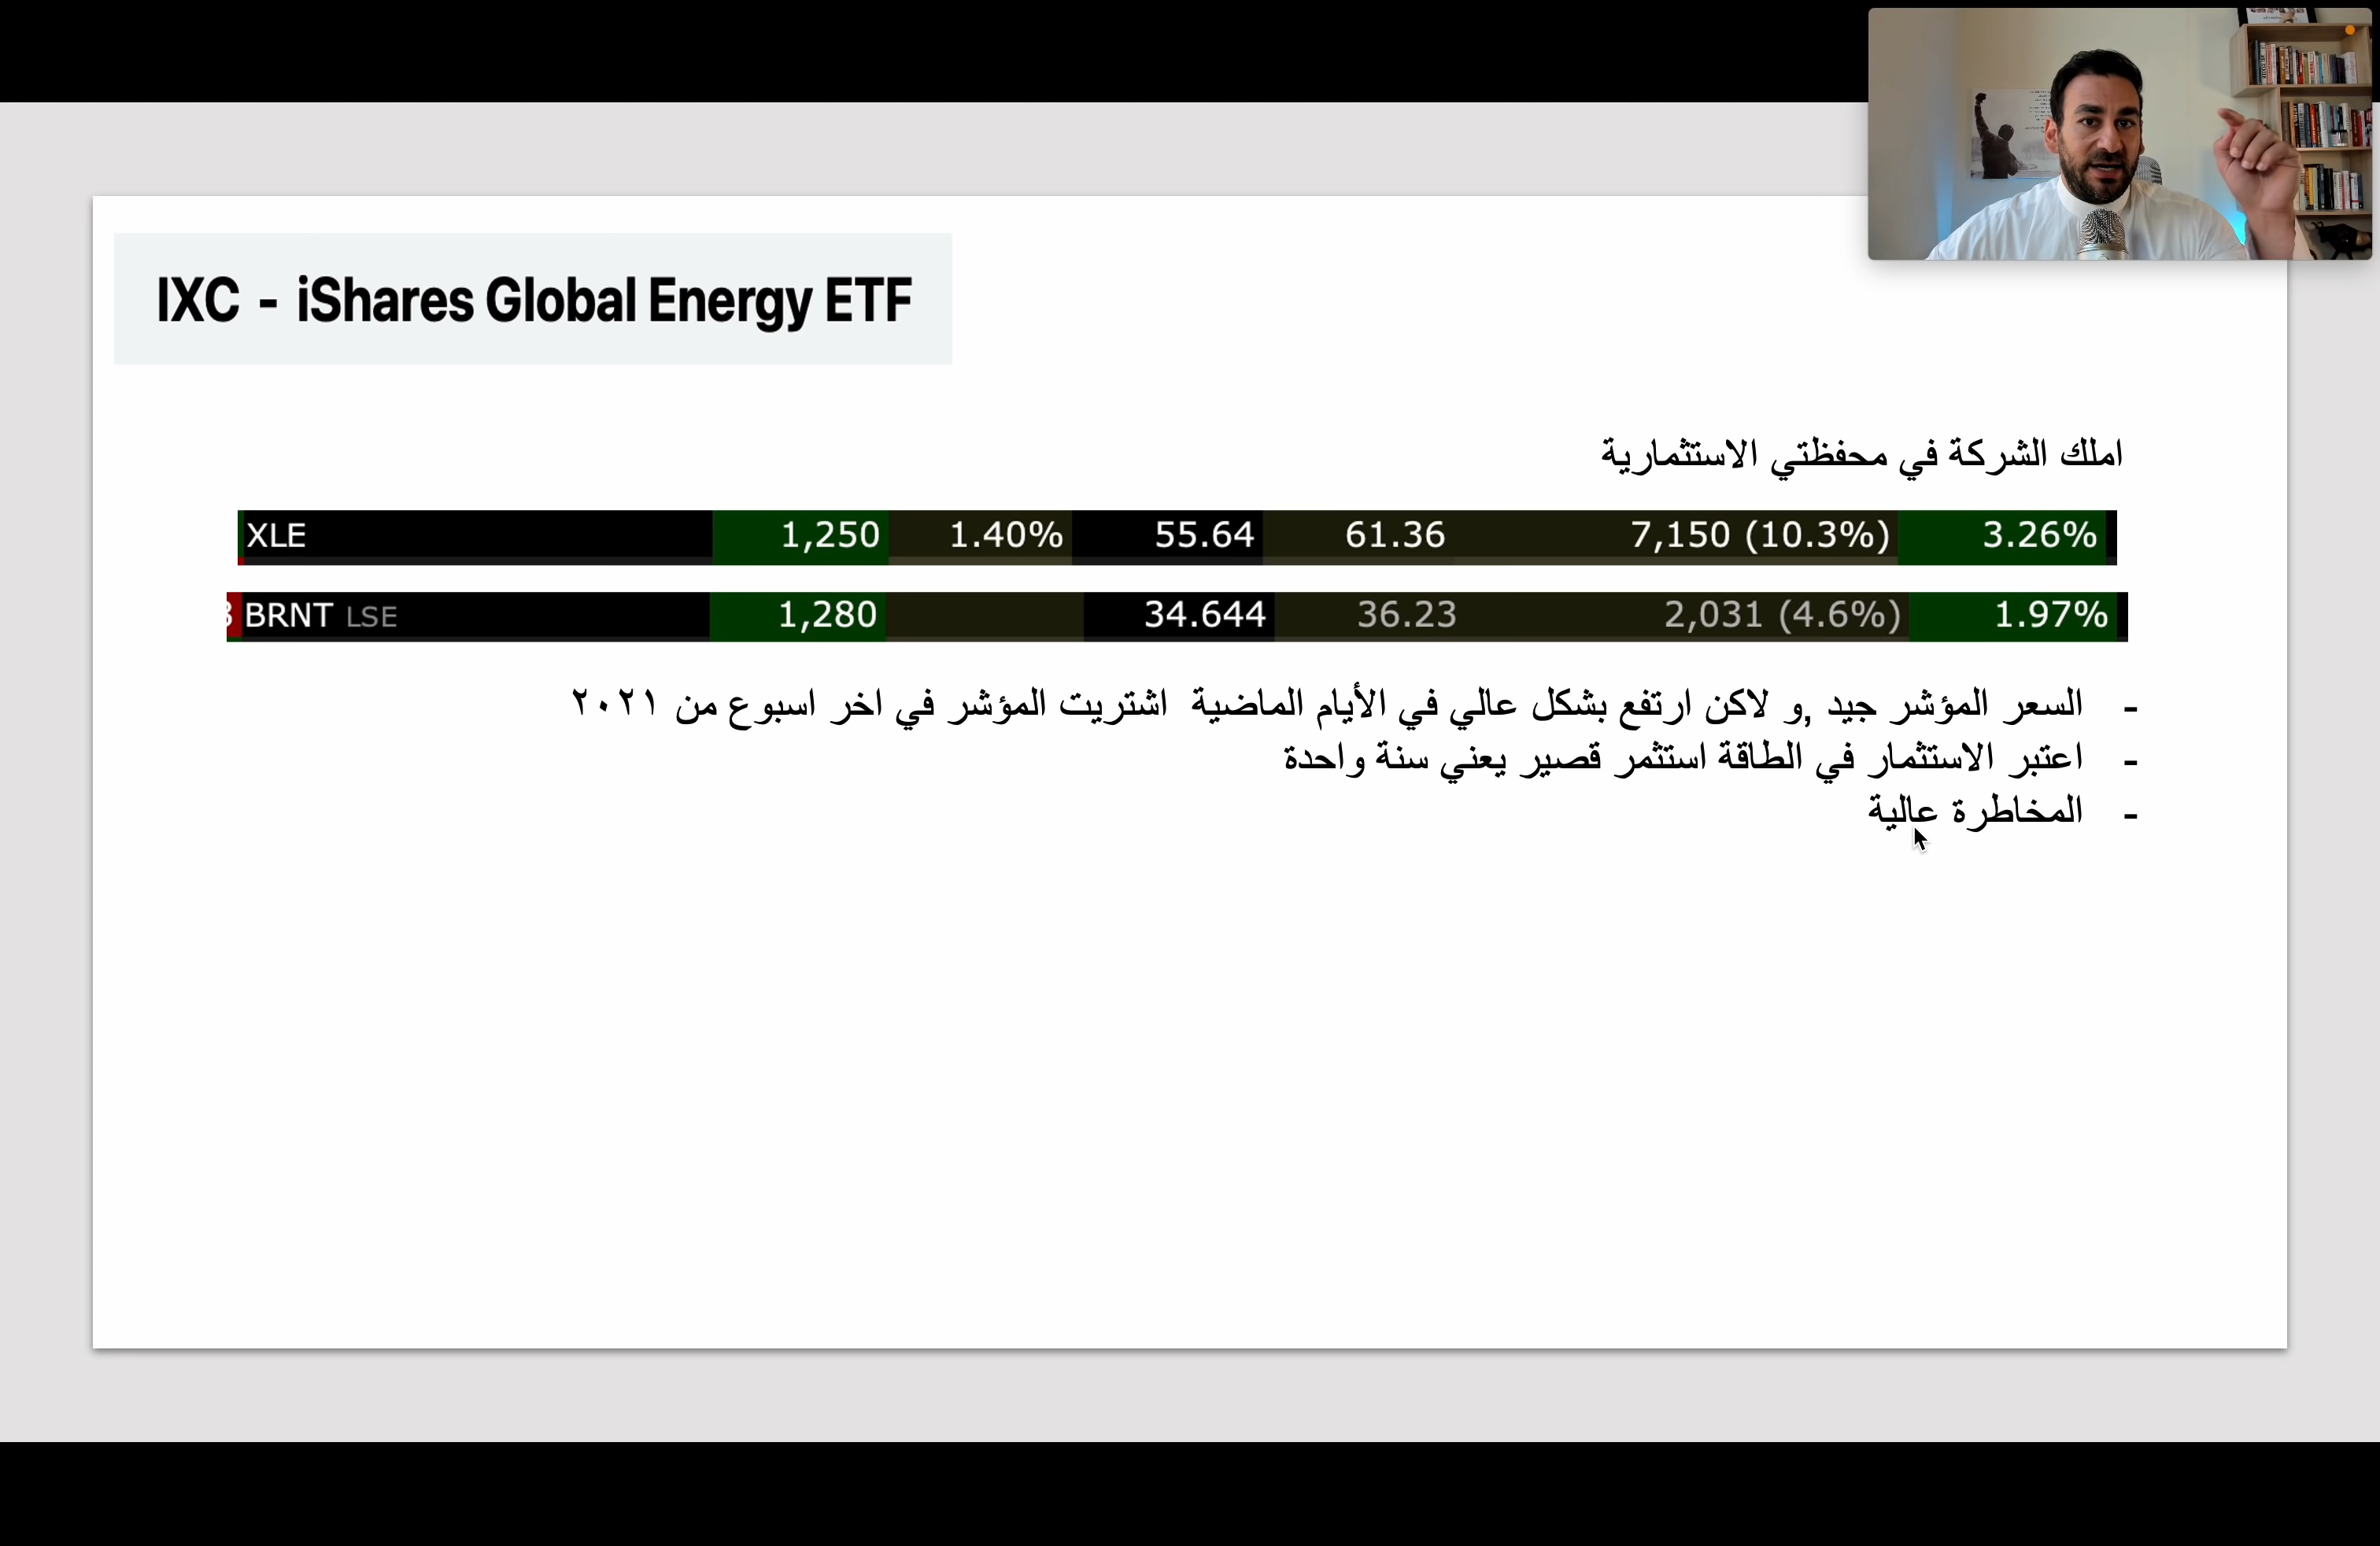 IXC - iShares Global Energy ETF
املك الشركة في محفظتي الاستثمارية
XLE 1,250 1.40% 55.64 61.36 7,150 (10.3%) 3.26%
BRNT LSE 1,280 34.644 36.23 2,031 (4.6%) 1.97%
- السعر المؤشر جيد ,و لاكن ارتفع بشكل عالي في الأيام الماضية اشتريت المؤشر في اخر اسبوع من ٢٠٢١
- اعتبر الاستثمار في الطاقة استثمر قصير يعني سنة واحدة
- المخاطرة عالية